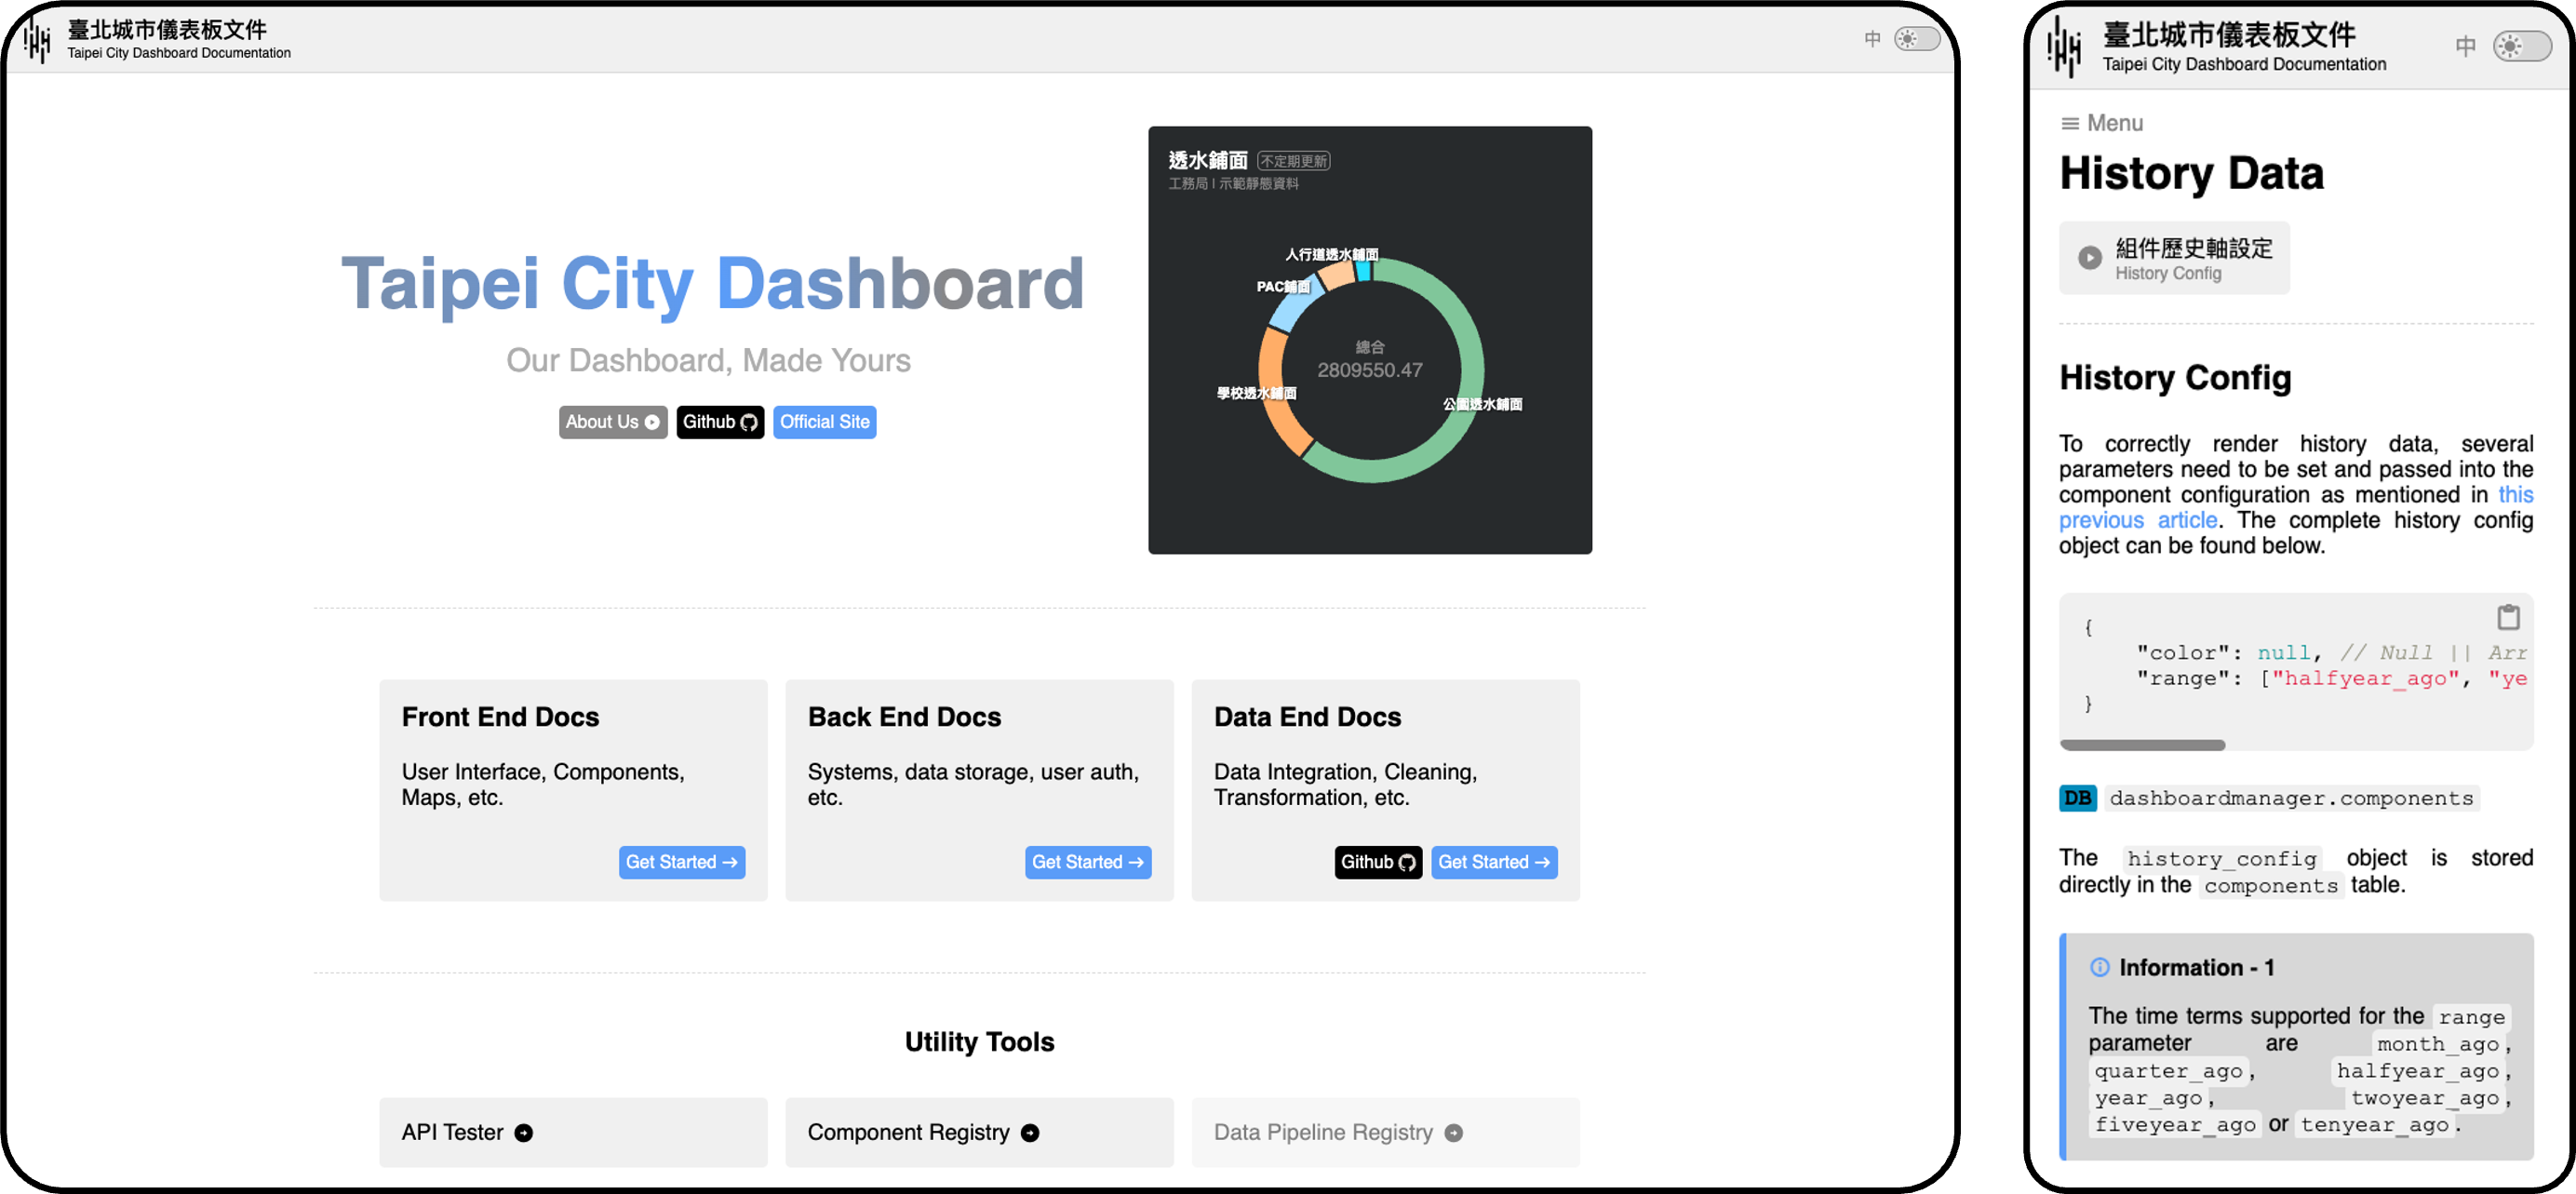 臺北城市儀表板文件
Taipei City Dashboard Documentation
中
透水鋪面 不定期更新
工務局 | 示範靜態資料
人行道透水鋪面
PAC鋪面
總合
2809550.47
學校透水鋪面
公園透水鋪面
Taipei City Dashboard
Our Dashboard, Made Yours
About Us
Github
Official Site
Front End Docs
User Interface, Components,
Maps, etc.
Get Started →
Back End Docs
Systems, data storage, user auth,
etc.
Get Started →
Data End Docs
Data Integration, Cleaning,
Transformation, etc.
Github
Get Started →
Utility Tools
API Tester
Component Registry
Data Pipeline Registry
臺北城市儀表板文件
Taipei City Dashboard Documentation
中
Menu
History Data
組件歷史軸設定
History Config
History Config
To correctly render history data, several
parameters need to be set and passed into the
component configuration as mentioned in this
previous article. The complete history config
object can be found below.
{
"color": null, // Null || Arr
"range": ["halfyear_ago", "ye
}
DB dashboardmanager.components
The history_config object is stored
directly in the components table.
Information - 1
The time terms supported for the range
parameter are month_ago,
quarter_ago, halfyear_ago,
year_ago, twoyear_ago,
fiveyear_ago or tenyear_ago.